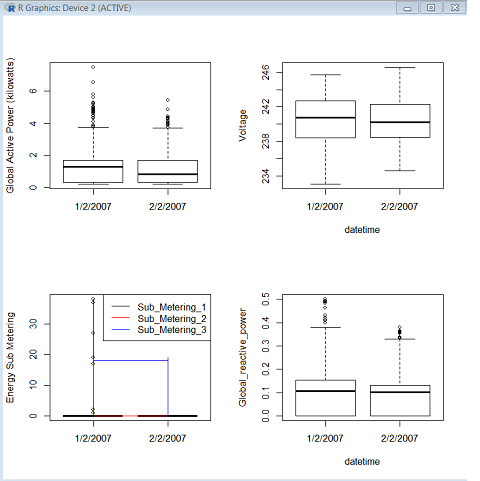 R Graphics: Device 2 (ACTIVE)
Global Active Power (kilowatts)
6
4
2
0
1/2/2007 2/2/2007
Voltage
246
242
238
234
1/2/2007 2/2/2007
datetime
Energy Sub Metering
30
20
10
0
Sub_Metering_1
Sub_Metering_2
Sub_Metering_3
1/2/2007 2/2/2007
Global_reactive_power
0.5
0.4
0.3
0.2
0.1
0.0
1/2/2007 2/2/2007
datetime